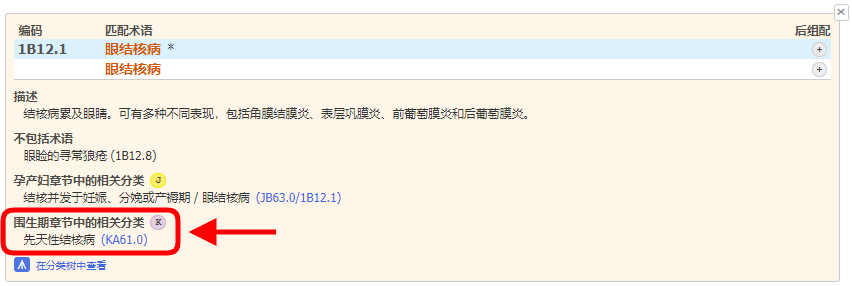 编码 匹配术语 后组配
1B12.1 眼结核病 * +
眼结核病 +
描述
结核病累及眼睛。可有多种不同表现，包括角膜结膜炎、表层巩膜炎、前葡萄膜炎和后葡萄膜炎。
不包括术语
眼睑的寻常狼疮 (1B12.8)
孕产妇章节中的相关分类 J
结核并发于妊娠、分娩或产褥期 / 眼结核病 (JB63.0/1B12.1)
围生期章节中的相关分类 K
先天性结核病 (KA61.0)
在分类树中查看